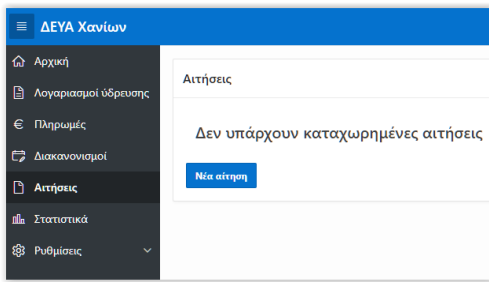 ΔΕΥΑ Χανίων
Αρχική
Λογαριασμοί ύδρευσης
Πληρωμές
Διακανονισμοί
Αιτήσεις
Στατιστικά
Ρυθμίσεις
Αιτήσεις
Δεν υπάρχουν καταχωρημένες αιτήσεις
Νέα αίτηση